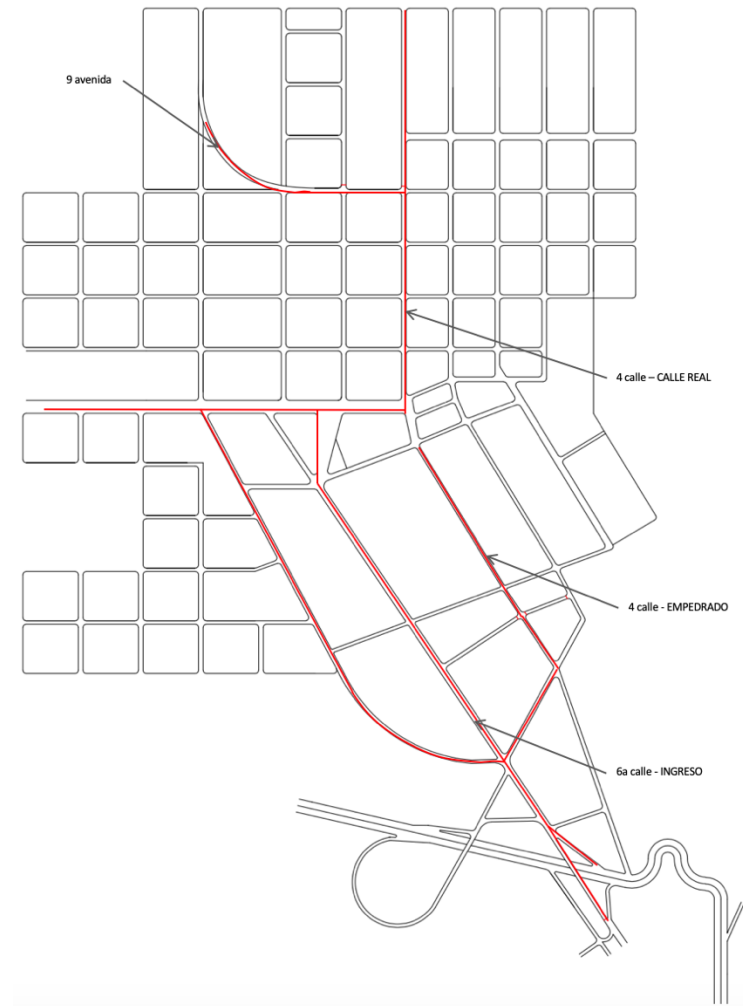 9 avenida
4 calle – CALLE REAL
4 calle - EMPEDRADO
6a calle - INGRESO